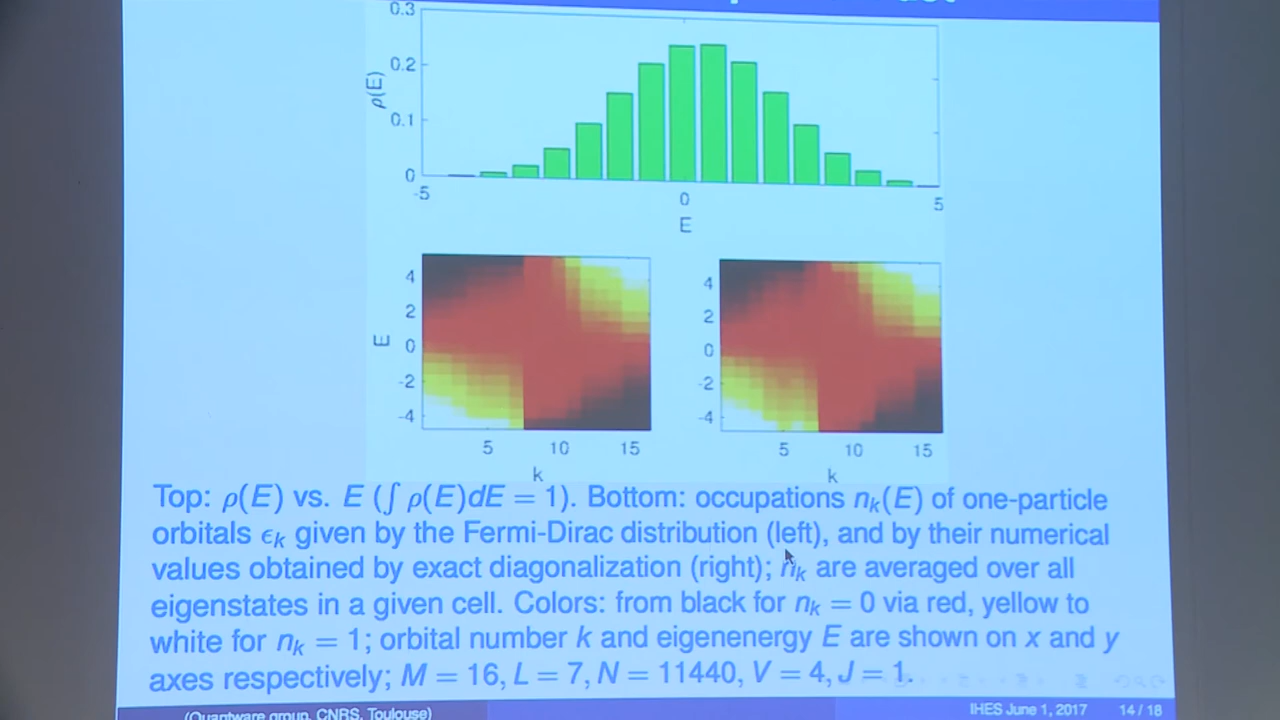 0.3
0.2
0.1
0
ρ(E)
-5 0 5
E
4 4
2 2
E 0 0
-2 -2
-4 -4
5 10 15 5 10 15
k k
Top: ρ(E) vs. E (∫ ρ(E)dE = 1). Bottom: occupations nₖ(E) of one-particle
orbitals ϵₖ given by the Fermi-Dirac distribution (left), and by their numerical
values obtained by exact diagonalization (right); nₖ are averaged over all
eigenstates in a given cell. Colors: from black for nₖ = 0 via red, yellow to
white for nₖ = 1; orbital number k and eigenenergy E are shown on x and y
axes respectively; M = 16, L = 7, N = 11440, V = 4, J = 1.
(Quantware group, CNRS, Toulouse) IHES June 1, 2017 14 / 18